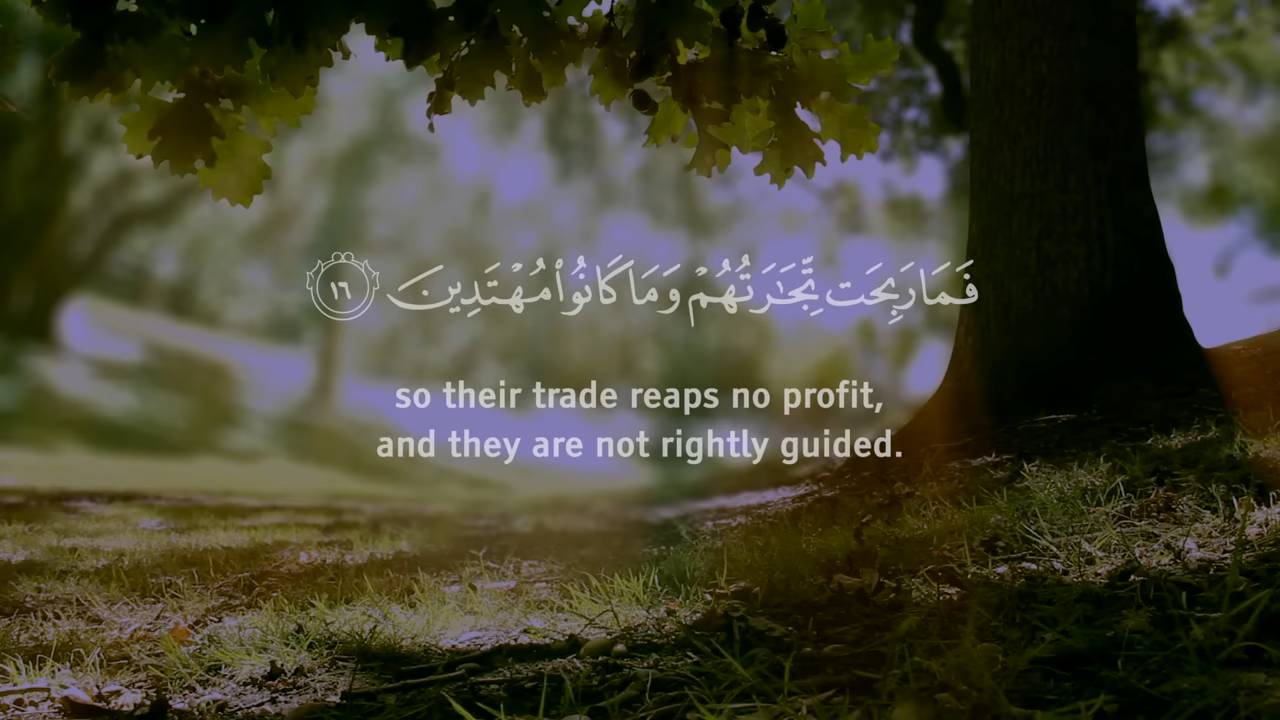 فَمَا رَبِحَت تِّجَٰرَتُهُمْ وَمَا كَانُوا۟ مُهْتَدِينَ ١٦
so their trade reaps no profit,
and they are not rightly guided.